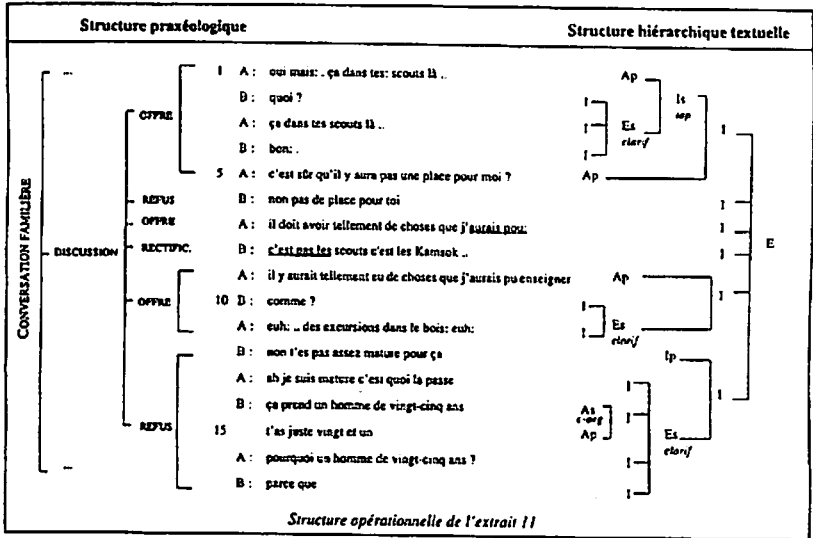 Structure praxéologique Structure hiérarchique textuelle
CONVERSATION FAMILIÈRE
...
DISCUSSION
...
OFFRE
REFUS
OFFRE
RECTIFIC.
OFFRE
REFUS
1 A : oui mais: . ça dans tes: scouts là ..
B : quoi ?
A : ça dans tes scouts là ..
B : bon: .
5 A : c'est sûr qu'il y aura pas une place pour moi ?
B : non pas de place pour toi
A : il doit avoir tellement de choses que j'aurais pou:
B : c'est pas les scouts c'est les Kamsok ..
A : il y aurait tellement eu de choses que j'aurais pu enseigner
10 B : comme ?
A : euh: .. des excursions dans le bois: euh:
B : non t'es pas assez mature pour ça
A : ah je suis mature c'est quoi la passe
B : ça prend un homme de vingt-cinq ans
15 t'as juste vingt et un
A : pourquoi un homme de vingt-cinq ans ?
B : parce que
Ap
I
I
I
Es
clarif
Is
Ap
I
I
I
I
E
Ap
I
I
I
Es
clarif
Ip
I
I
As
Ap
Es
clarif
I
I
I
Structure opérationnelle de l'extrait 11